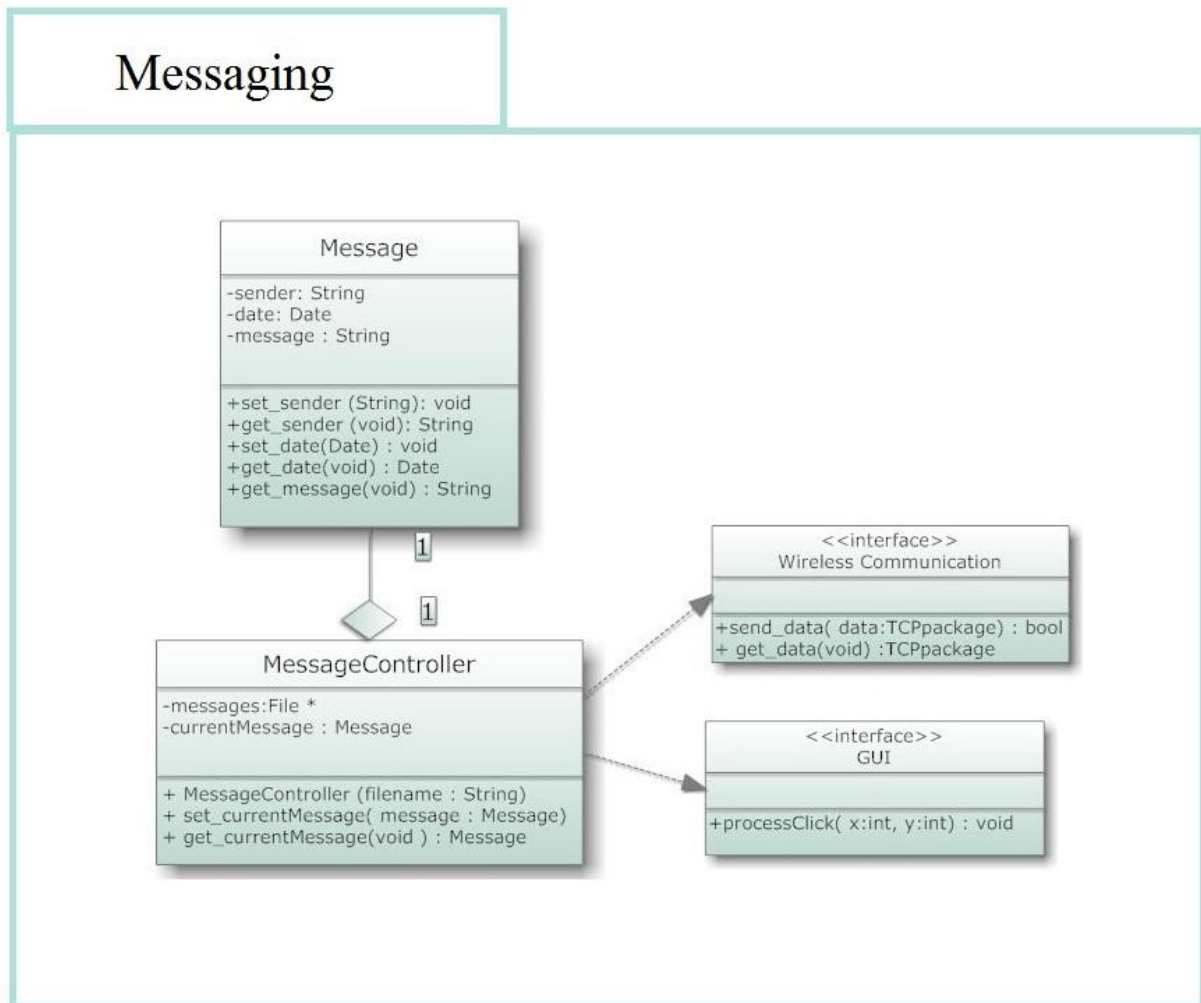 Messaging
Message
-sender: String
-date: Date
-message : String
+set_sender (String): void
+get_sender (void): String
+set_date(Date) : void
+get_date(void) : Date
+get_message(void) : String
1
1
MessageController
-messages:File *
-currentMessage : Message
+ MessageController (filename : String)
+ set_currentMessage( message : Message)
+ get_currentMessage(void ) : Message
<<interface>>
Wireless Communication
+send_data( data:TCPpackage) : bool
+ get_data(void) :TCPpackage
<<interface>>
GUI
+processClick( x:int, y:int) : void